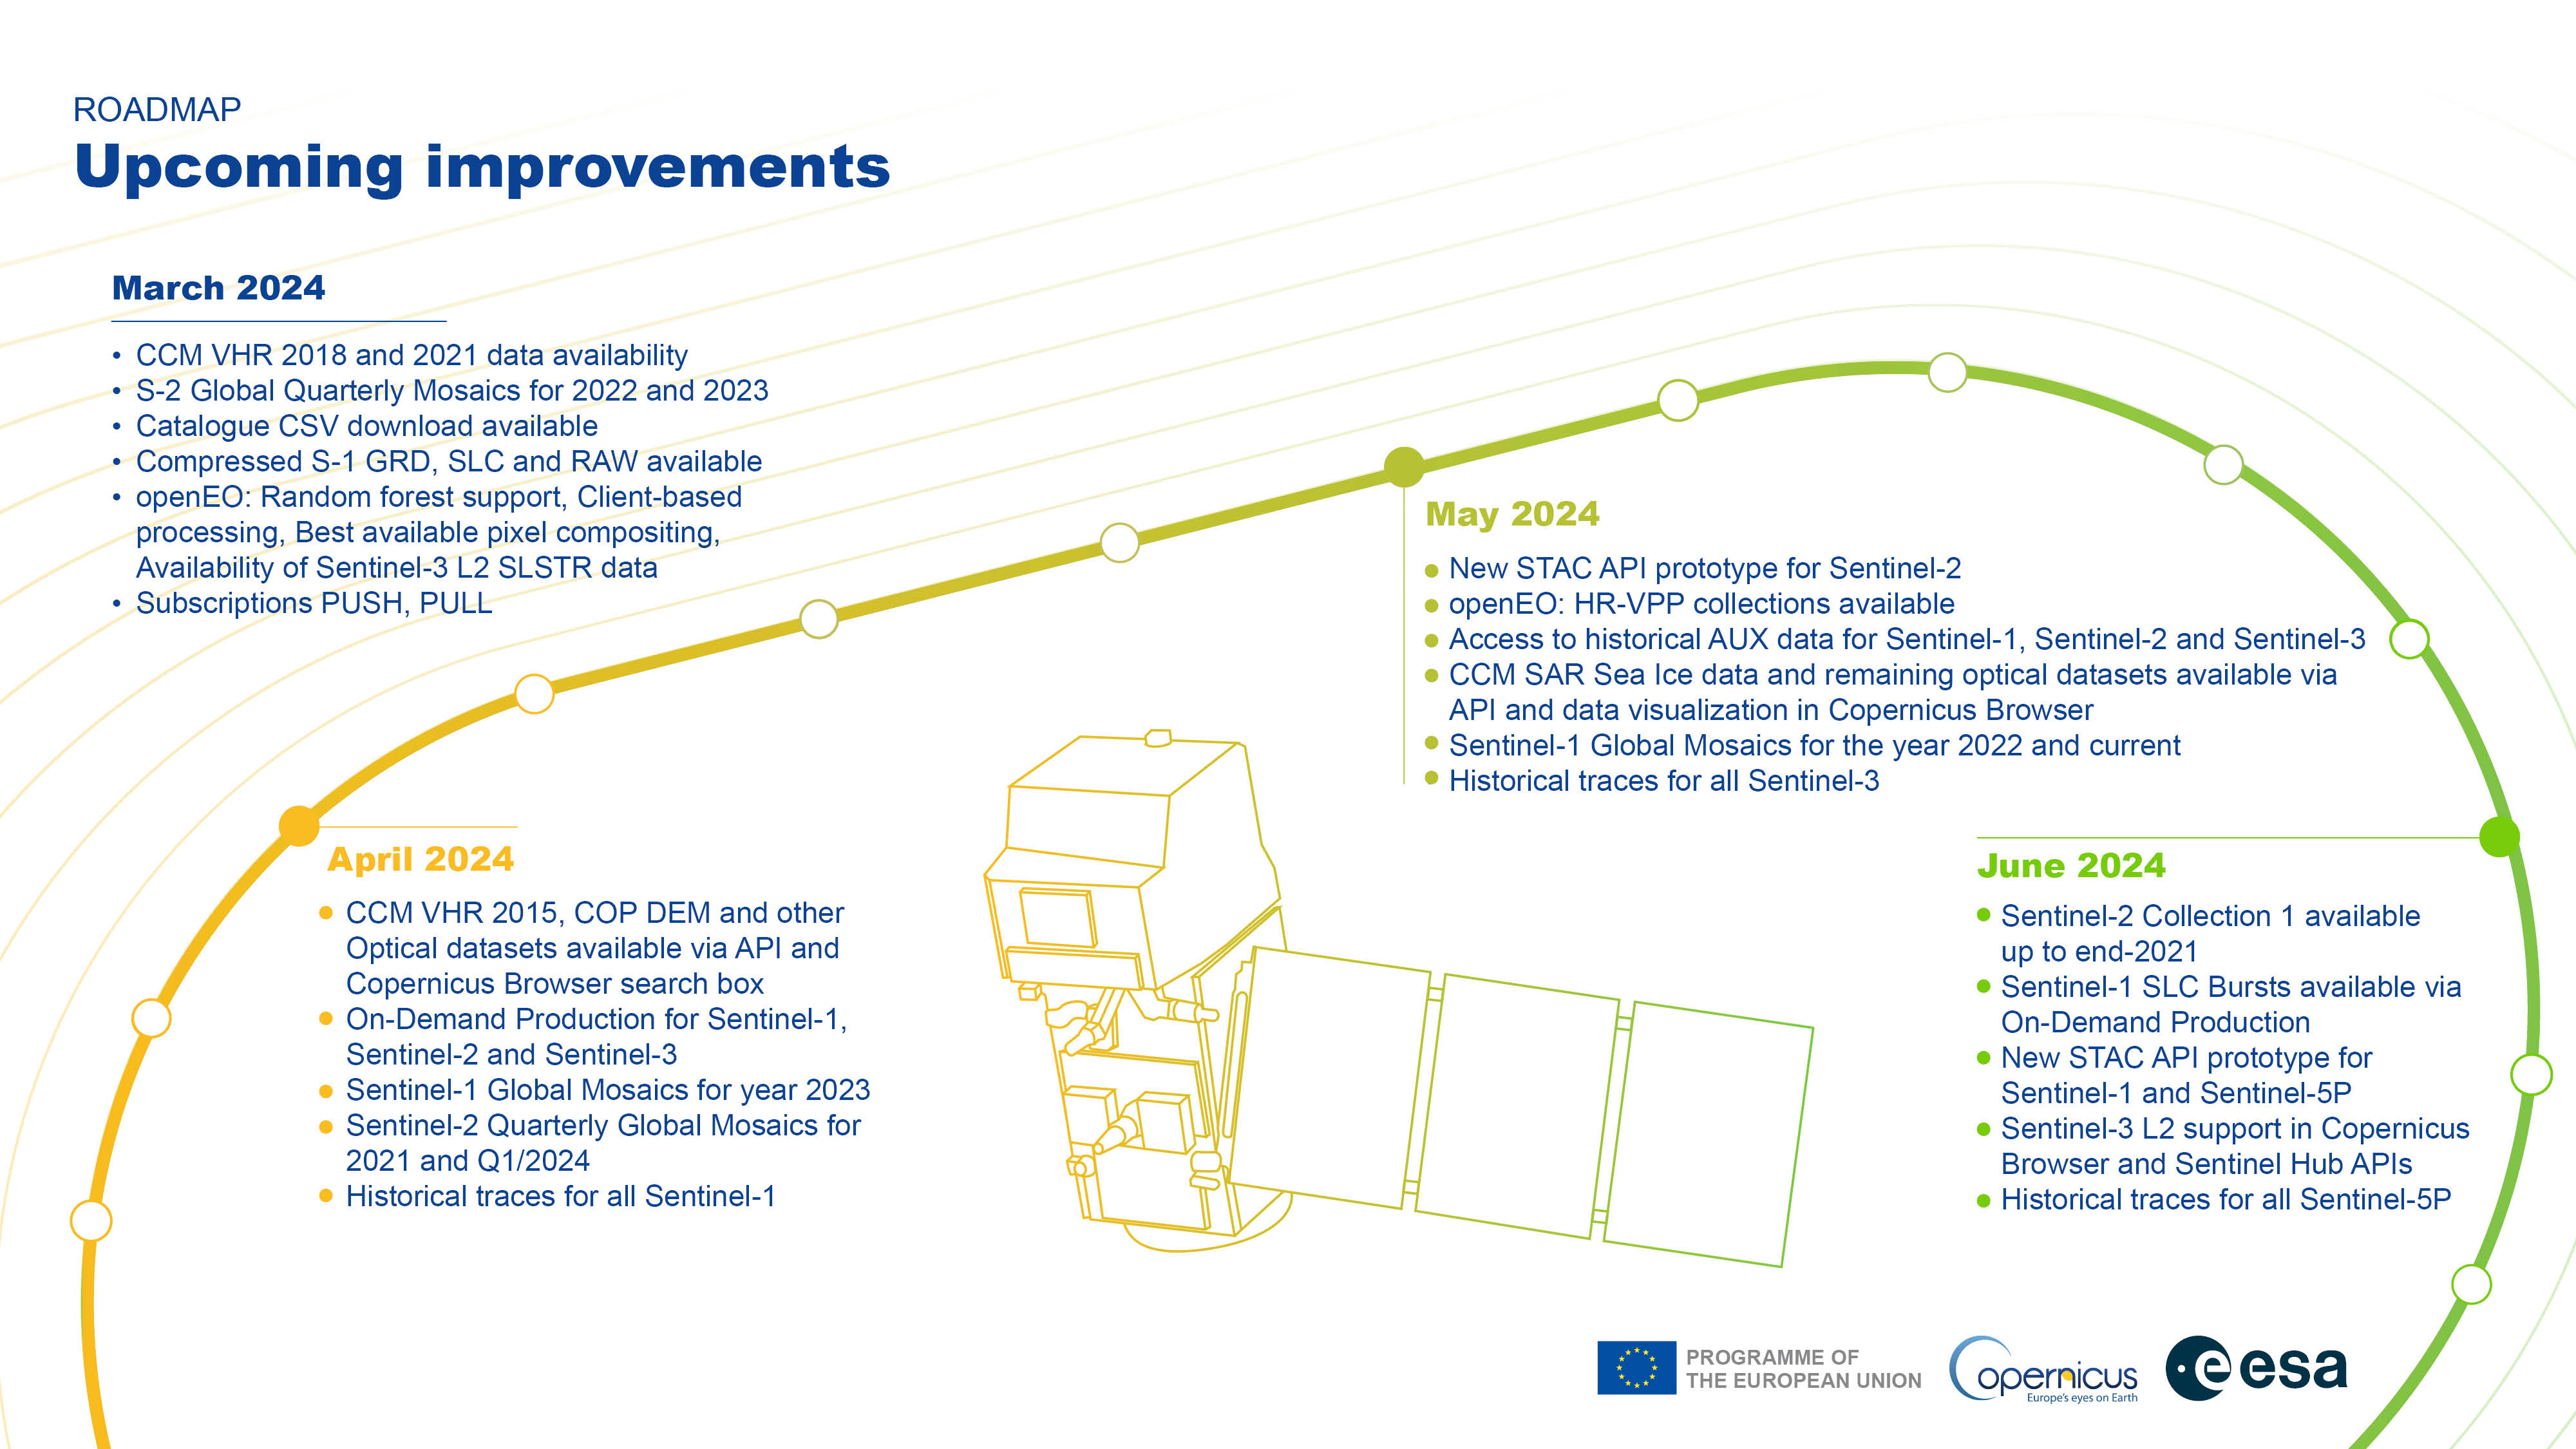 ROADMAP
Upcoming improvements
March 2024
• CCM VHR 2018 and 2021 data availability
• S-2 Global Quarterly Mosaics for 2022 and 2023
• Catalogue CSV download available
• Compressed S-1 GRD, SLC and RAW available
• openEO: Random forest support, Client-based
processing, Best available pixel compositing,
Availability of Sentinel-3 L2 SLSTR data
• Subscriptions PUSH, PULL
April 2024
• CCM VHR 2015, COP DEM and other
Optical datasets available via API and
Copernicus Browser search box
• On-Demand Production for Sentinel-1,
Sentinel-2 and Sentinel-3
• Sentinel-1 Global Mosaics for year 2023
• Sentinel-2 Quarterly Global Mosaics for
2021 and Q1/2024
• Historical traces for all Sentinel-1
May 2024
• New STAC API prototype for Sentinel-2
• openEO: HR-VPP collections available
• Access to historical AUX data for Sentinel-1, Sentinel-2 and Sentinel-3
• CCM SAR Sea Ice data and remaining optical datasets available via
API and data visualization in Copernicus Browser
• Sentinel-1 Global Mosaics for the year 2022 and current
• Historical traces for all Sentinel-3
June 2024
• Sentinel-2 Collection 1 available
up to end-2021
• Sentinel-1 SLC Bursts available via
On-Demand Production
• New STAC API prototype for
Sentinel-1 and Sentinel-5P
• Sentinel-3 L2 support in Copernicus
Browser and Sentinel Hub APIs
• Historical traces for all Sentinel-5P
PROGRAMME OF
THE EUROPEAN UNION
Copernicus
Europe's eyes on Earth
esa